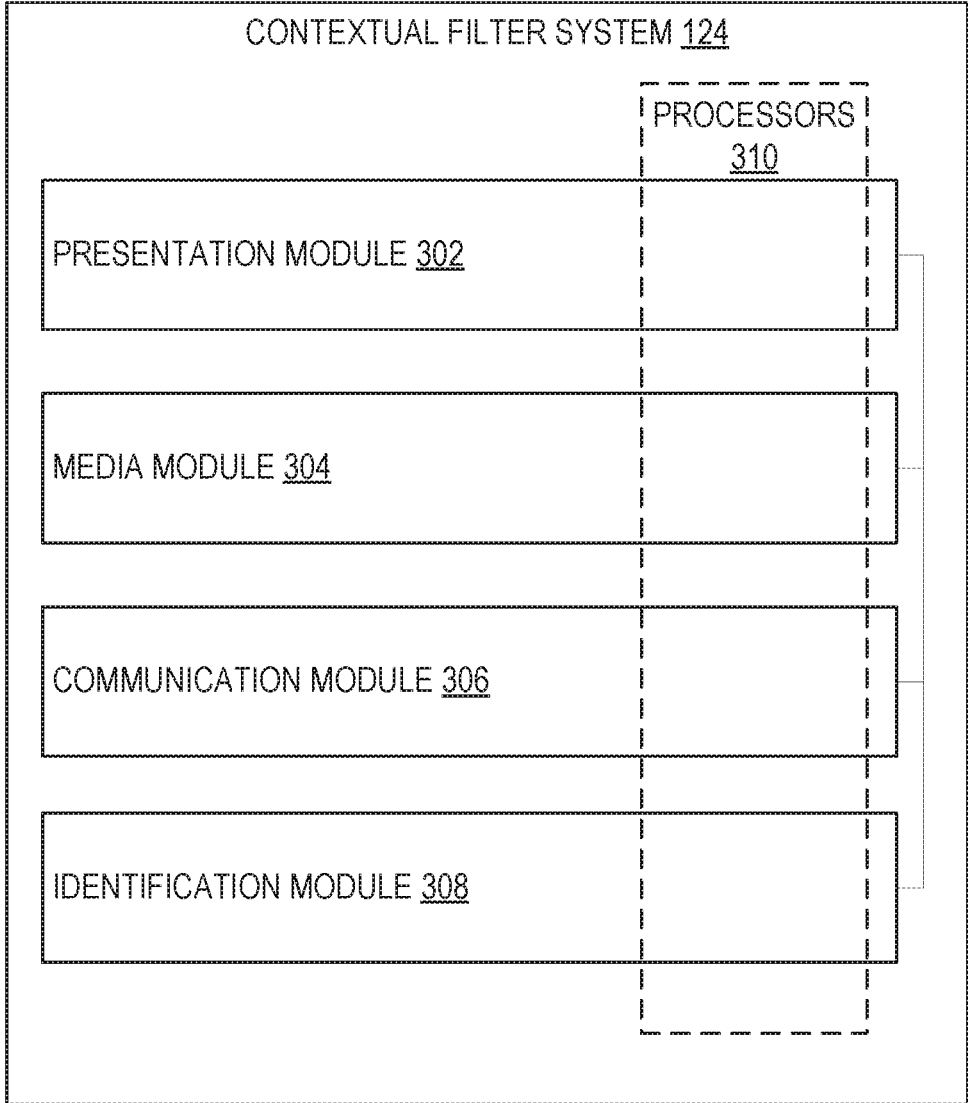 CONTEXTUAL FILTER SYSTEM 124
PROCESSORS
310
PRESENTATION MODULE 302
MEDIA MODULE 304
COMMUNICATION MODULE 306
IDENTIFICATION MODULE 308